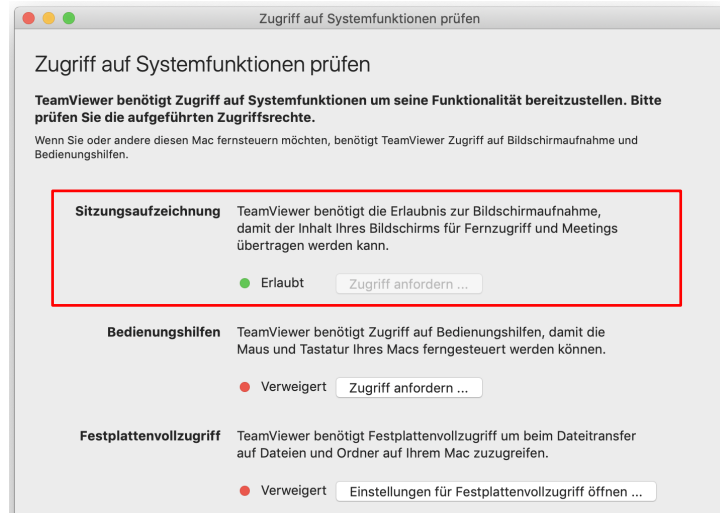 Zugriff auf Systemfunktionen prüfen
Zugriff auf Systemfunktionen prüfen
TeamViewer benötigt Zugriff auf Systemfunktionen um seine Funktionalität bereitzustellen. Bitte
prüfen Sie die aufgeführten Zugriffsrechte.
Wenn Sie oder andere diesen Mac fernsteuern möchten, benötigt TeamViewer Zugriff auf Bildschirmaufnahme und
Bedienungshilfen.
Sitzungsaufzeichnung TeamViewer benötigt die Erlaubnis zur Bildschirmaufnahme,
damit der Inhalt Ihres Bildschirms für Fernzugriff und Meetings
übertragen werden kann.
Erlaubt Zugriff anfordern ...
Bedienungshilfen TeamViewer benötigt Zugriff auf Bedienungshilfen, damit die
Maus und Tastatur Ihres Macs ferngesteuert werden können.
Verweigert Zugriff anfordern ...
Festplattenvollzugriff TeamViewer benötigt Festplattenvollzugriff um beim Dateitransfer
auf Dateien und Ordner auf Ihrem Mac zuzugreifen.
Verweigert Einstellungen für Festplattenvollzugriff öffnen ...